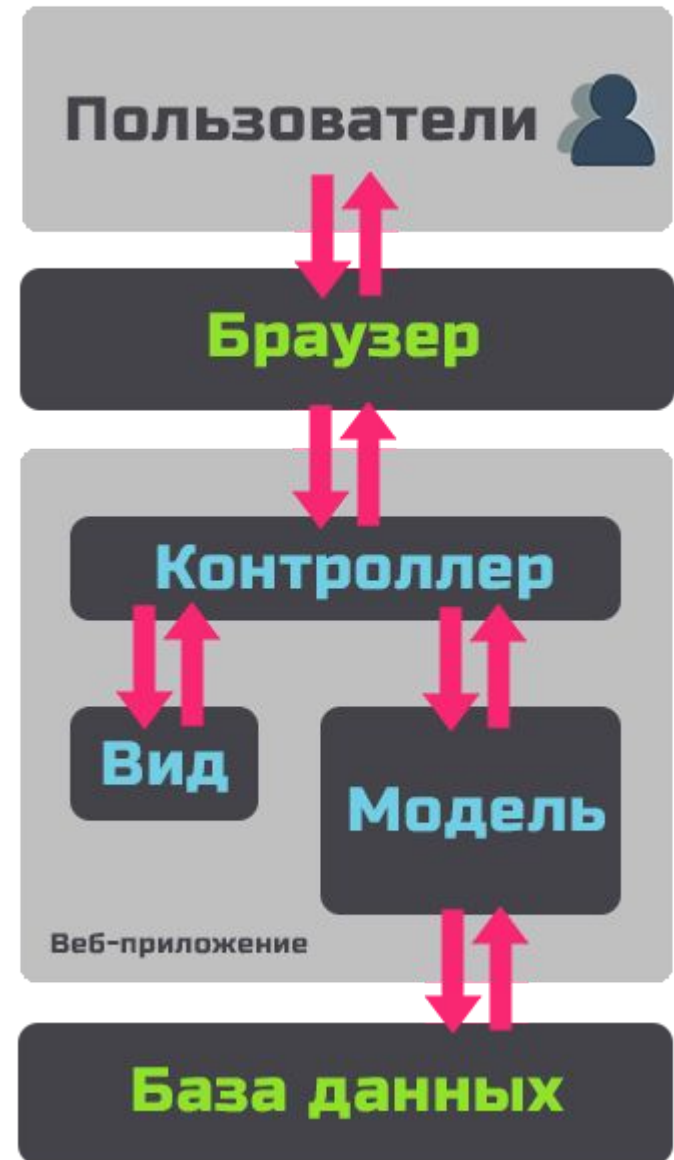 Пользователи
Браузер
Контроллер
Вид
Модель
Веб-приложение
База данных